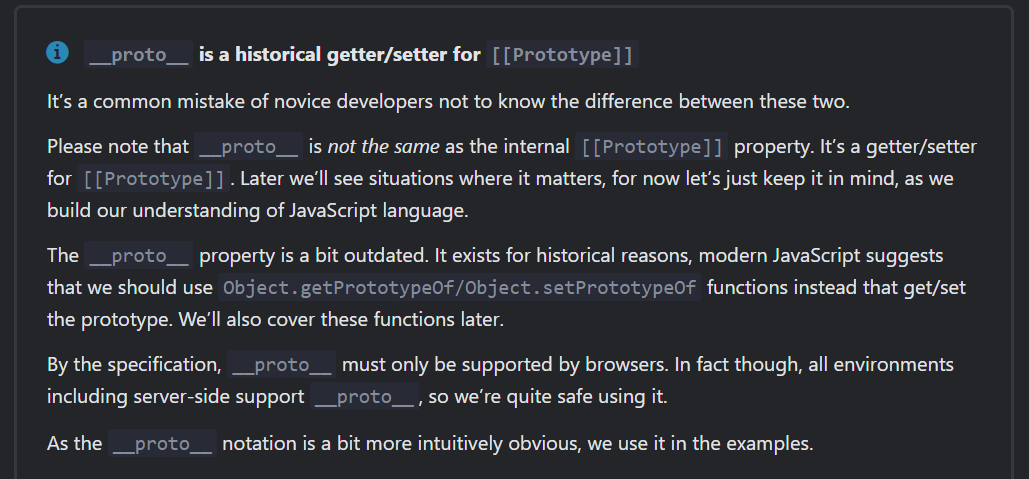 __proto__ is a historical getter/setter for [[Prototype]]
It’s a common mistake of novice developers not to know the difference between these two.
Please note that __proto__ is not the same as the internal [[Prototype]] property. It’s a getter/setter
for [[Prototype]]. Later we’ll see situations where it matters, for now let’s just keep it in mind, as we
build our understanding of JavaScript language.
The __proto__ property is a bit outdated. It exists for historical reasons, modern JavaScript suggests
that we should use Object.getPrototypeOf/Object.setPrototypeOf functions instead that get/set
the prototype. We’ll also cover these functions later.
By the specification, __proto__ must only be supported by browsers. In fact though, all environments
including server-side support __proto__, so we’re quite safe using it.
As the __proto__ notation is a bit more intuitively obvious, we use it in the examples.